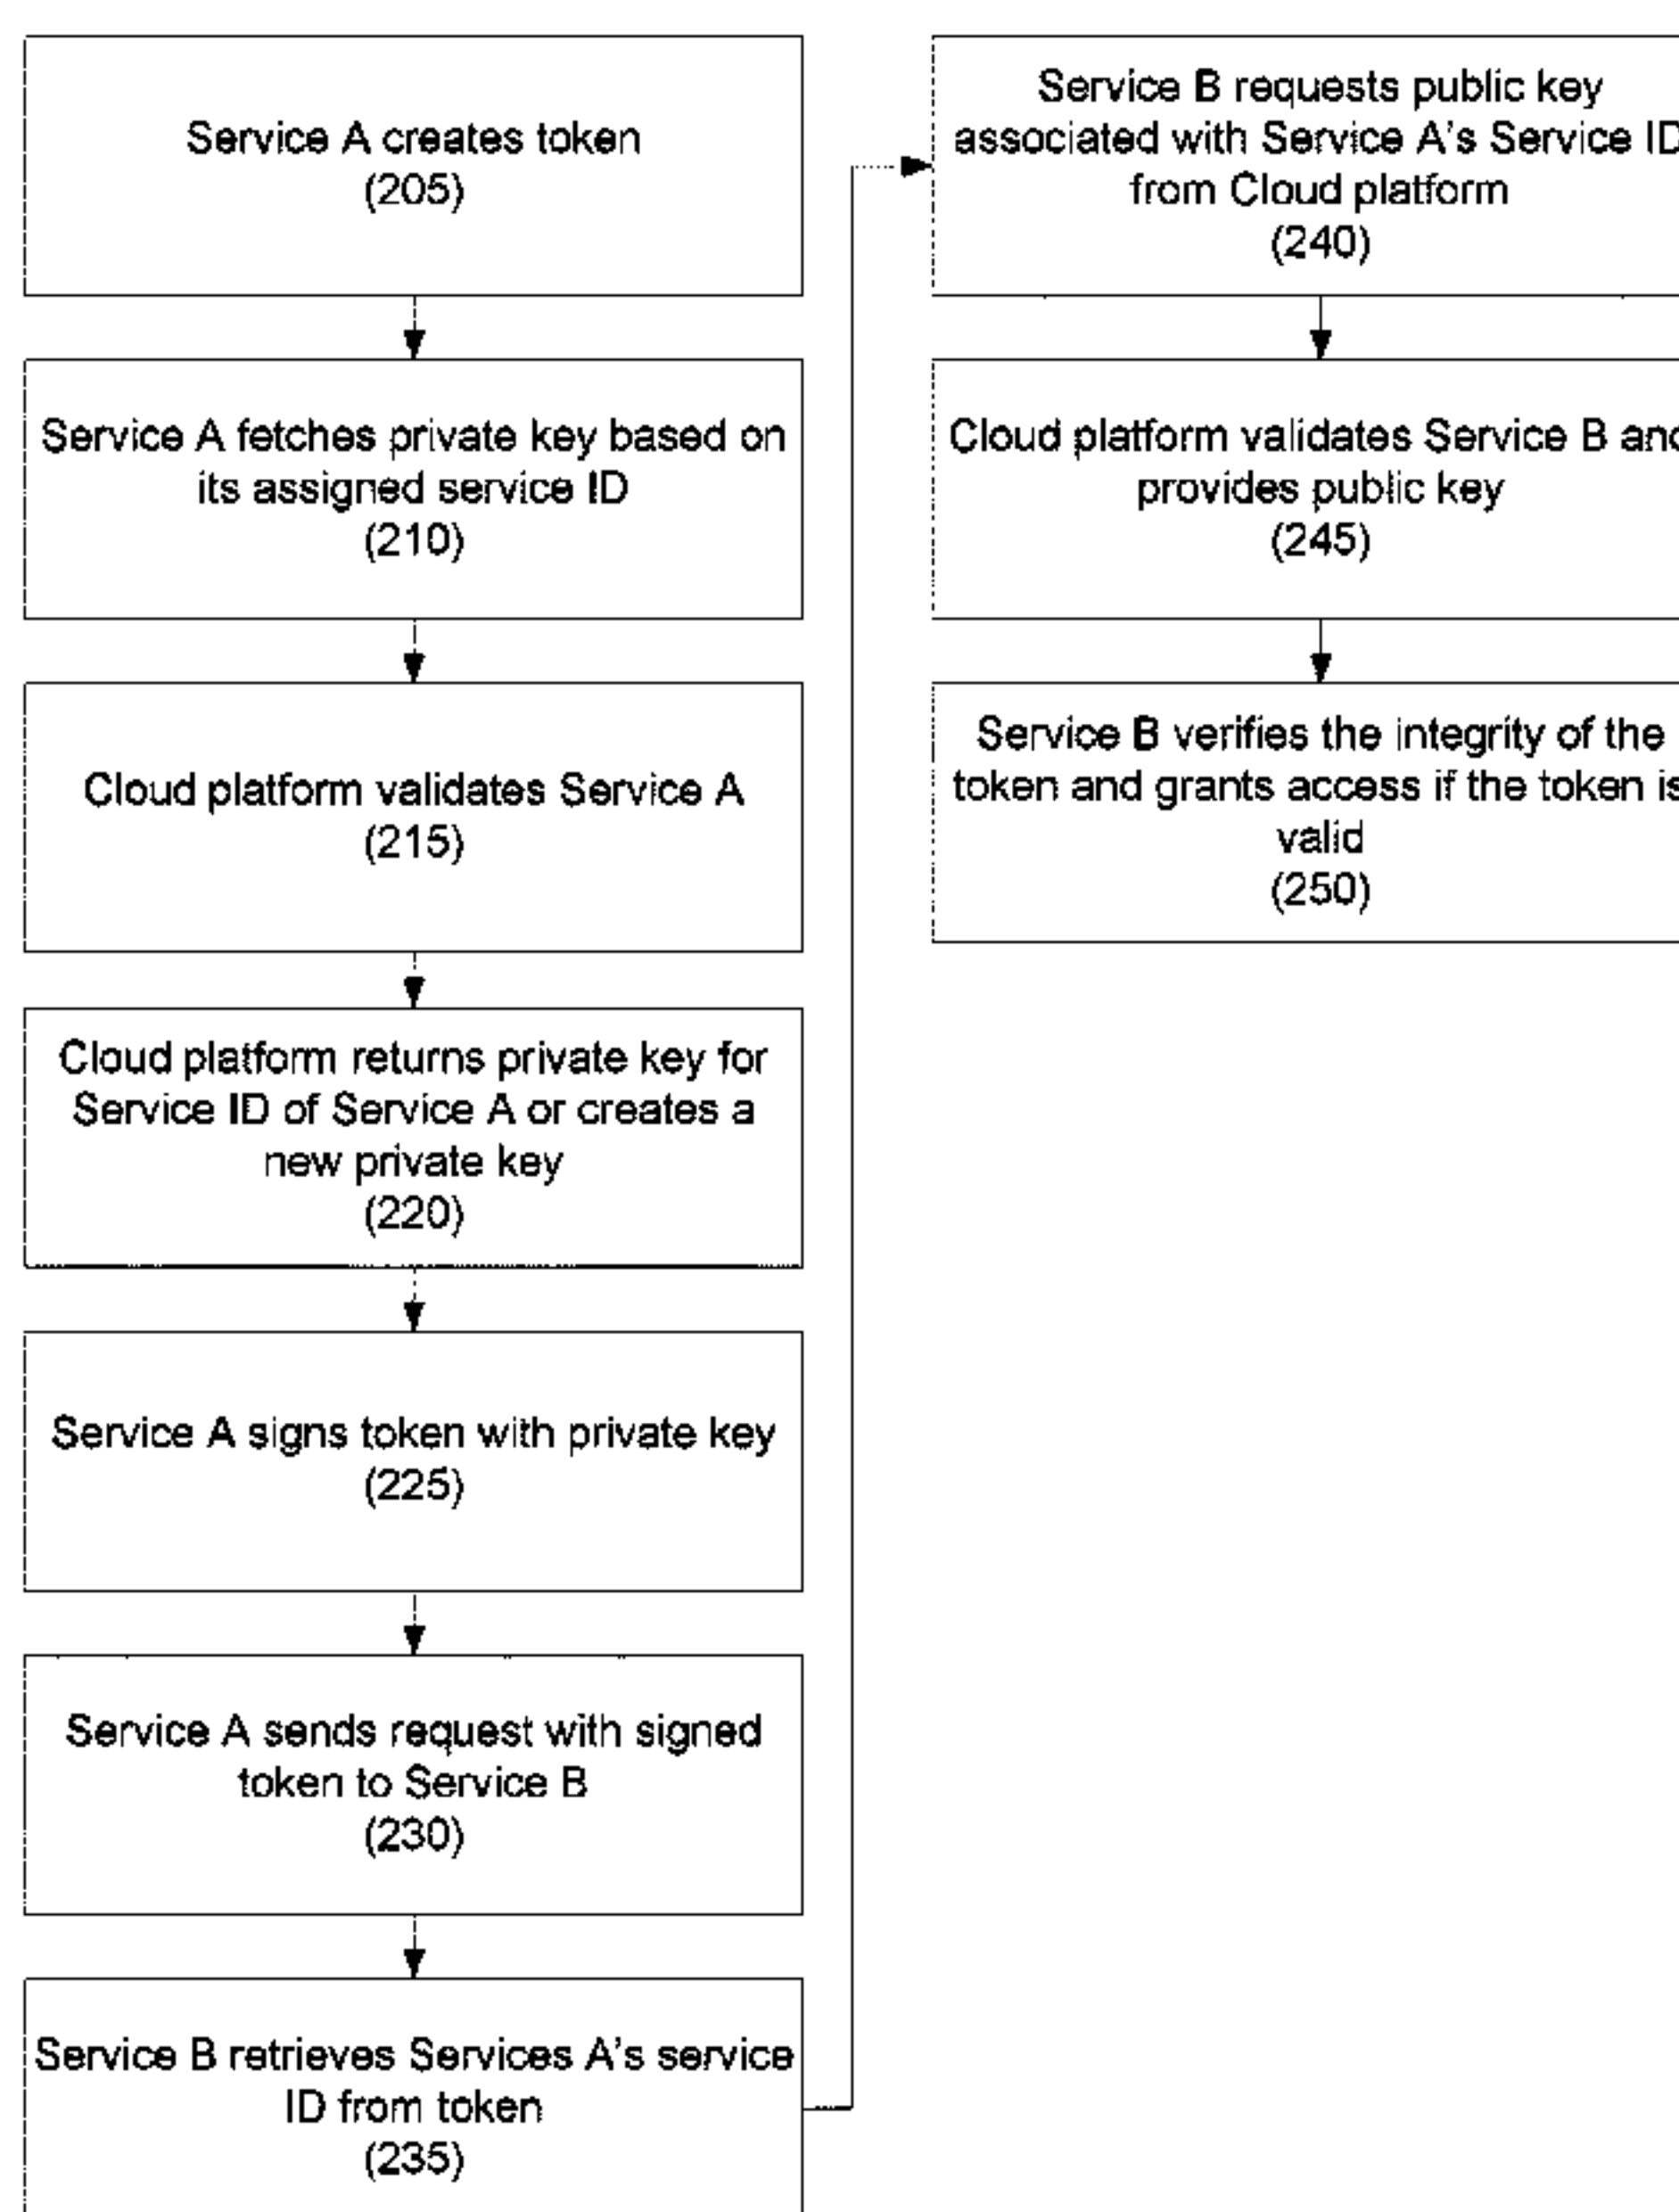 Service A creates token
(205)
Service A fetches private key based on
its assigned service ID
(210)
Cloud platform validates Service A
(215)
Cloud platform returns private key for
Service ID of Service A or creates a
new private key
(220)
Service A signs token with private key
(225)
Service A sends request with signed
token to Service B
(230)
Service B retrieves Services A's service
ID from token
(235)
Service B requests public key
associated with Service A's Service ID
from Cloud platform
(240)
Cloud platform validates Service B and
provides public key
(245)
Service B verifies the integrity of the
token and grants access if the token is
valid
(250)